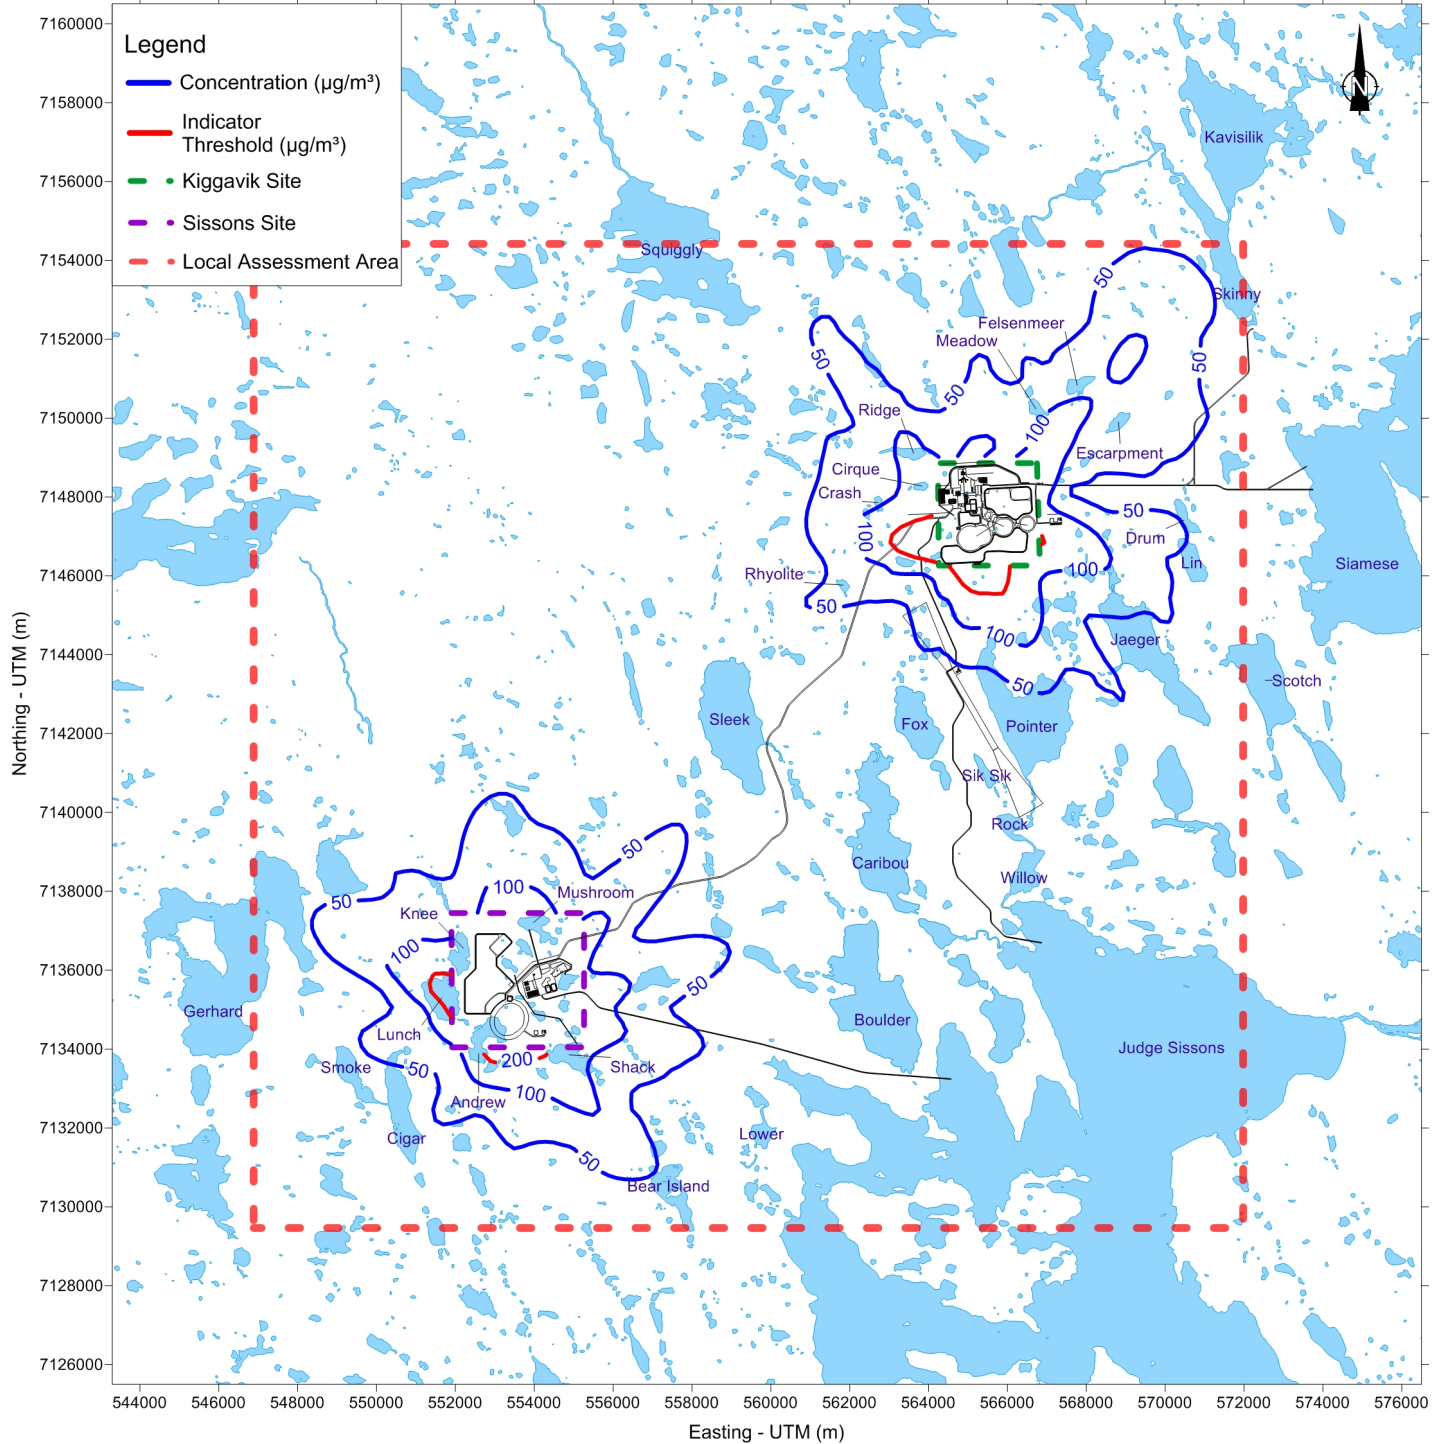 Legend
Concentration (µg/m³)
Indicator
Threshold (µg/m³)
Kiggavik Site
Sissons Site
Local Assessment Area
N
Kavisilik
Squiggly
Skinny
50
50
50
50
Felsenmeer
Meadow
Ridge
100
Escarpment
Cirque
Crash
100
50
Drum
Lin
Siamese
Rhyolite
100
50
100
Jaeger
50
Scotch
Sleek
Fox
Pointer
Sik Sik
Rock
Caribou
Willow
50
100
Mushroom
50
Knee
100
50
Gerhard
Lunch
Boulder
Judge Sissons
Smoke
50
200
Shack
Andrew
100
Cigar
Lower
50
Bear Island
7160000
7158000
7156000
7154000
7152000
7150000
7148000
7146000
7144000
7142000
7140000
7138000
7136000
7134000
7132000
7130000
7128000
7126000
Northing - UTM (m)
544000 546000 548000 550000 552000 554000 556000 558000 560000 562000 564000 566000 568000 570000 572000 574000 576000
Easting - UTM (m)